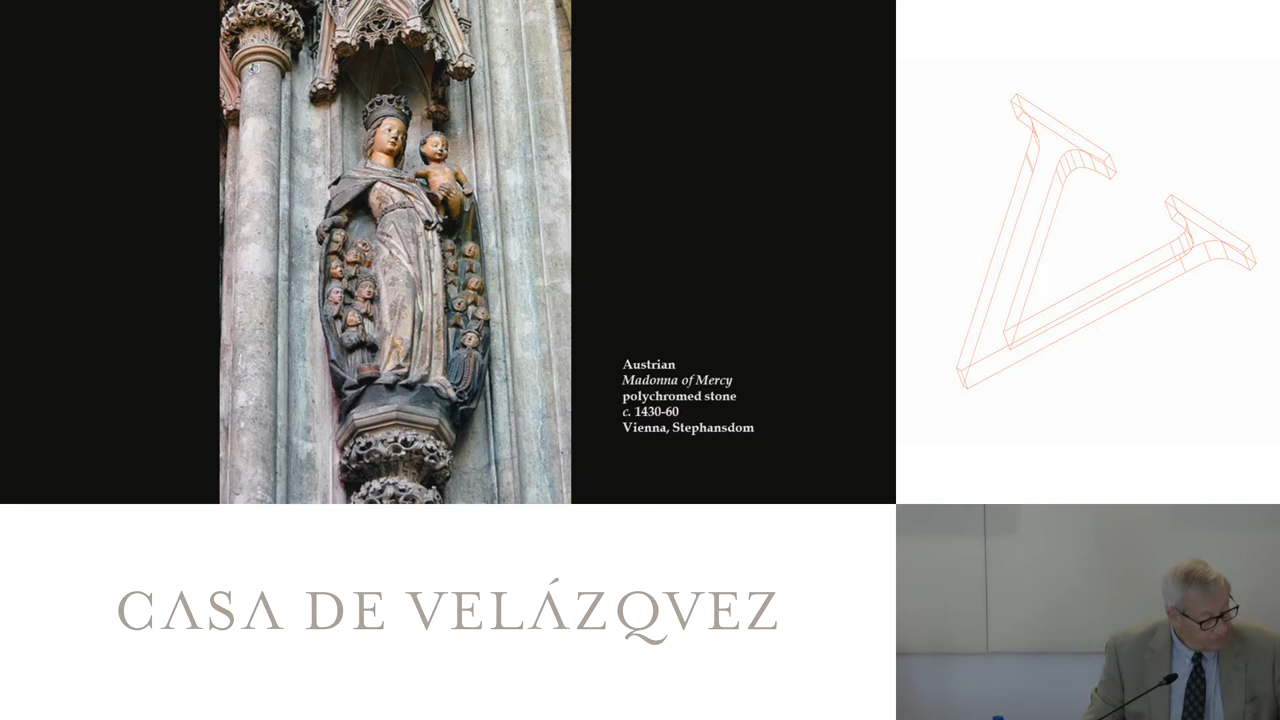 Austrian
Madonna of Mercy
polychromed stone
c. 1430-60
Vienna, Stephansdom
CASA DE VELÁZQVEZ